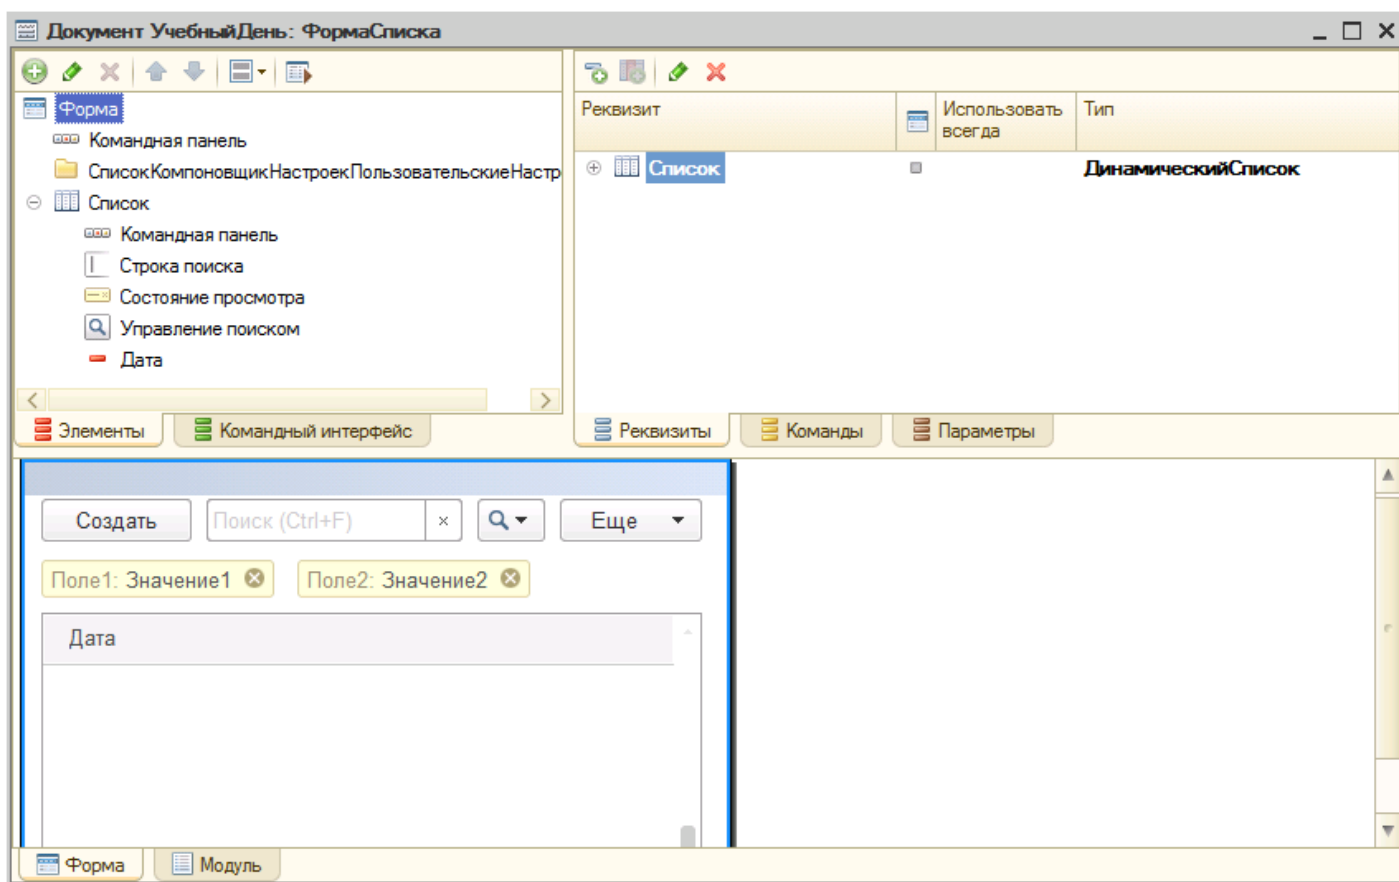 Документ УчебныйДень: ФормаСписка
Форма
Командная панель
СписокКомпоновщикНастроекПользовательскиеНастр
Список
Командная панель
Строка поиска
Состояние просмотра
Управление поиском
Дата
Элементы
Командный интерфейс
Реквизит
Использовать
всегда
Тип
Список
ДинамическийСписок
Реквизиты
Команды
Параметры
Создать
Поиск (Ctrl+F)
Еще
Поле1: Значение1
Поле2: Значение2
Дата
Форма
Модуль